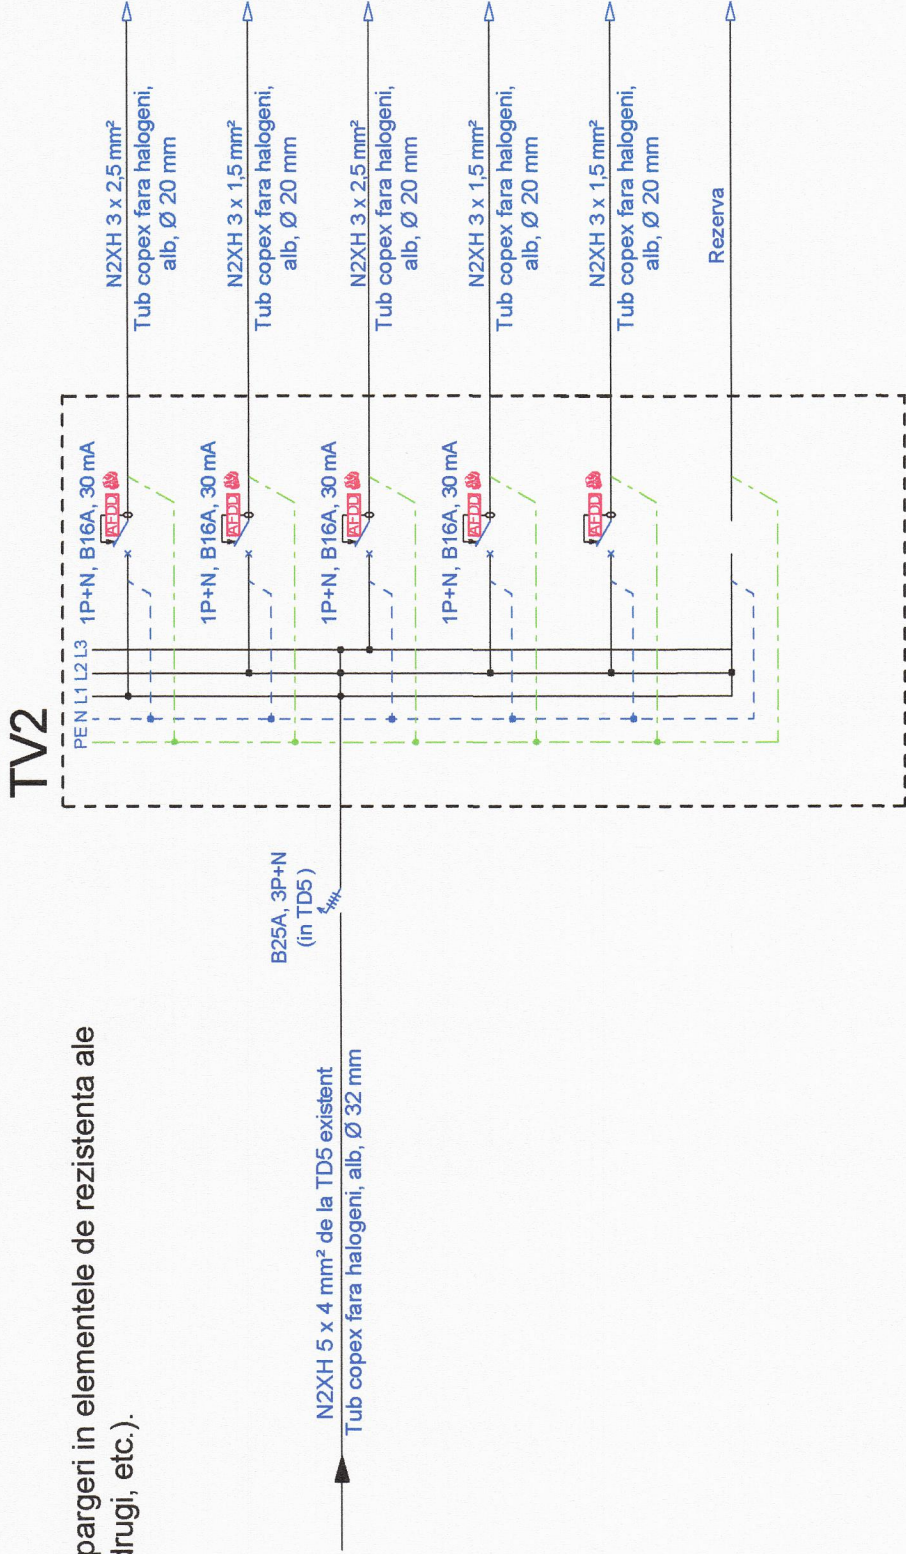 pargeri in elementele de rezistenta ale
drugi, etc.).
TV2
N2XH 5 x 4 mm² de la TD5 existent
Tub copex fara halogeni, alb, Ø 32 mm
B25A, 3P+N
(in TD5 )
PE N L1 L2 L3
1P+N, B16A, 30 mA
AFDD
N2XH 3 x 2,5 mm²
Tub copex fara halogeni,
alb, Ø 20 mm
1P+N, B16A, 30 mA
AFDD
N2XH 3 x 1,5 mm²
Tub copex fara halogeni,
alb, Ø 20 mm
1P+N, B16A, 30 mA
AFDD
N2XH 3 x 2,5 mm²
Tub copex fara halogeni,
alb, Ø 20 mm
1P+N, B16A, 30 mA
AFDD
N2XH 3 x 1,5 mm²
Tub copex fara halogeni,
alb, Ø 20 mm
AFDD
N2XH 3 x 1,5 mm²
Tub copex fara halogeni,
alb, Ø 20 mm
Rezerva